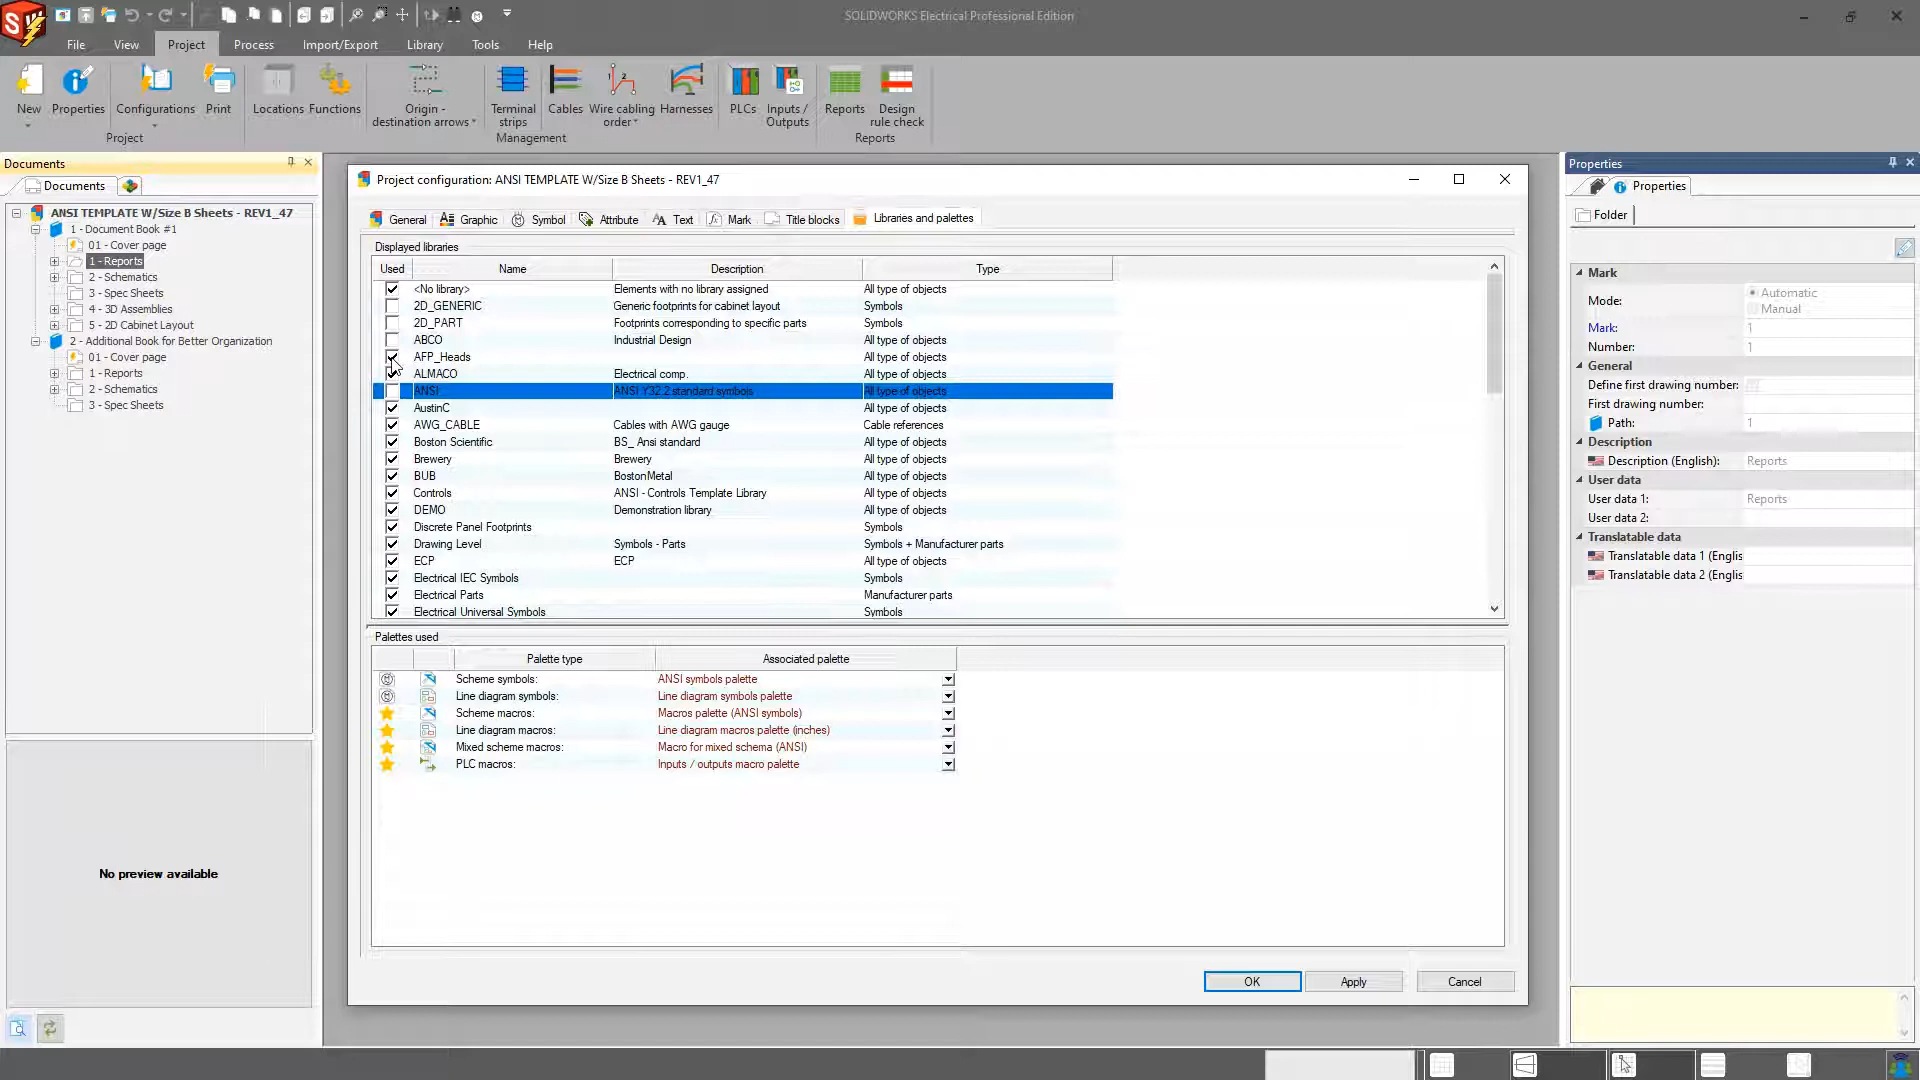 SOLIDWORKS Electrical Professional Edition
File View Project Process Import/Export Library Tools Help
New Properties Configurations Print Locations Functions Origin - destination arrows Terminal strips Cables Wire cabling order Harnesses PLCs Inputs / Outputs Reports Design rule check
Project Management Reports
Documents
Documents
ANSI TEMPLATE W/Size B Sheets - REV1_47
1 - Document Book #1
01 - Cover page
1 - Reports
2 - Schematics
3 - Spec Sheets
4 - 3D Assemblies
5 - 2D Cabinet Layout
2 - Additional Book for Better Organization
01 - Cover page
1 - Reports
2 - Schematics
3 - Spec Sheets
No preview available
Project configuration: ANSI TEMPLATE W/Size B Sheets - REV1_47
General Graphic Symbol Attribute Text Mark Title blocks Libraries and palettes
Displayed libraries
Used Name Description Type
<No library> Elements with no library assigned All type of objects
2D_GENERIC Generic footprints for cabinet layout Symbols
2D_PART Footprints corresponding to specific parts Symbols
ABCO Industrial Design All type of objects
AFP_Heads All type of objects
ALMACO Electrical comp. All type of objects
ANSI ANSI Y32.2 standard symbols All type of objects
AustinC All type of objects
AWG_CABLE Cables with AWG gauge Cable references
Boston Scientific BS_ Ansi standard All type of objects
Brewery Brewery All type of objects
BUB BostonMetal All type of objects
Controls ANSI - Controls Template Library All type of objects
DEMO Demonstration library All type of objects
Discrete Panel Footprints Symbols
Drawing Level Symbols - Parts Symbols + Manufacturer parts
ECP ECP All type of objects
Electrical IEC Symbols Symbols
Electrical Parts Manufacturer parts
Electrical Universal Symbols Symbols
Palettes used
Palette type Associated palette
Scheme symbols: ANSI symbols palette
Line diagram symbols: Line diagram symbols palette
Scheme macros: Macros palette (ANSI symbols)
Line diagram macros: Line diagram macros palette (inches)
Mixed scheme macros: Macro for mixed schema (ANSI)
PLC macros: Inputs / outputs macro palette
OK Apply Cancel
Properties
Properties
Folder
Mark
Mode: Automatic
Manual
Mark: 1
Number: 1
General
Define first drawing number:
First drawing number:
Path: 1
Description
Description (English): Reports
User data
User data 1: Reports
User data 2:
Translatable data
Translatable data 1 (Englis
Translatable data 2 (Englis